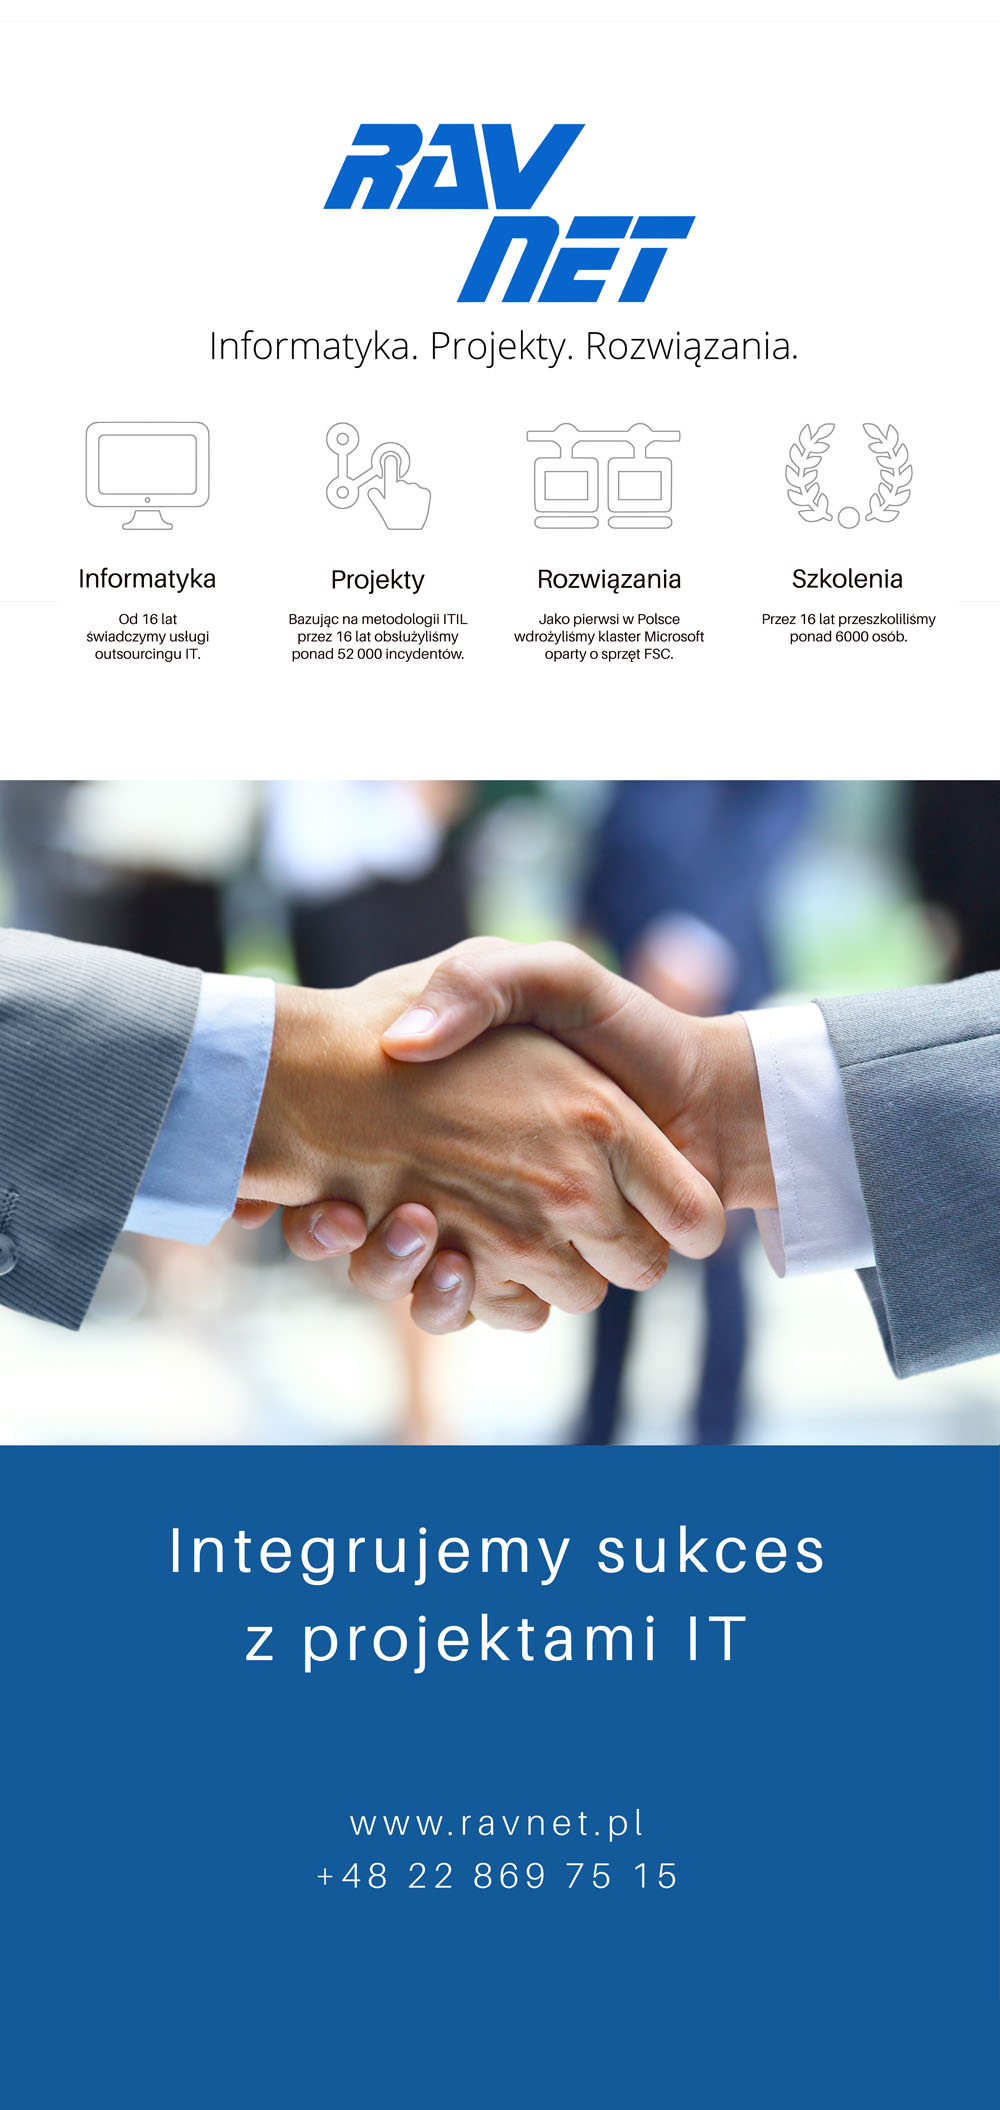 RAV
NET
Informatyka. Projekty. Rozwiązania.
Informatyka
Od 16 lat
świadczymy usługi
outsourcingu IT.
Projekty
Bazując na metodologii ITIL
przez 16 lat obsłużyliśmy
ponad 52 000 incydentów.
Rozwiązania
Jako pierwsi w Polsce
wdrożyliśmy klaster Microsoft
oparty o sprzęt FSC.
Szkolenia
Przez 16 lat przeszkoliliśmy
ponad 6000 osób.
Integrujemy sukces
z projektami IT
www.ravnet.pl
+48 22 869 75 15